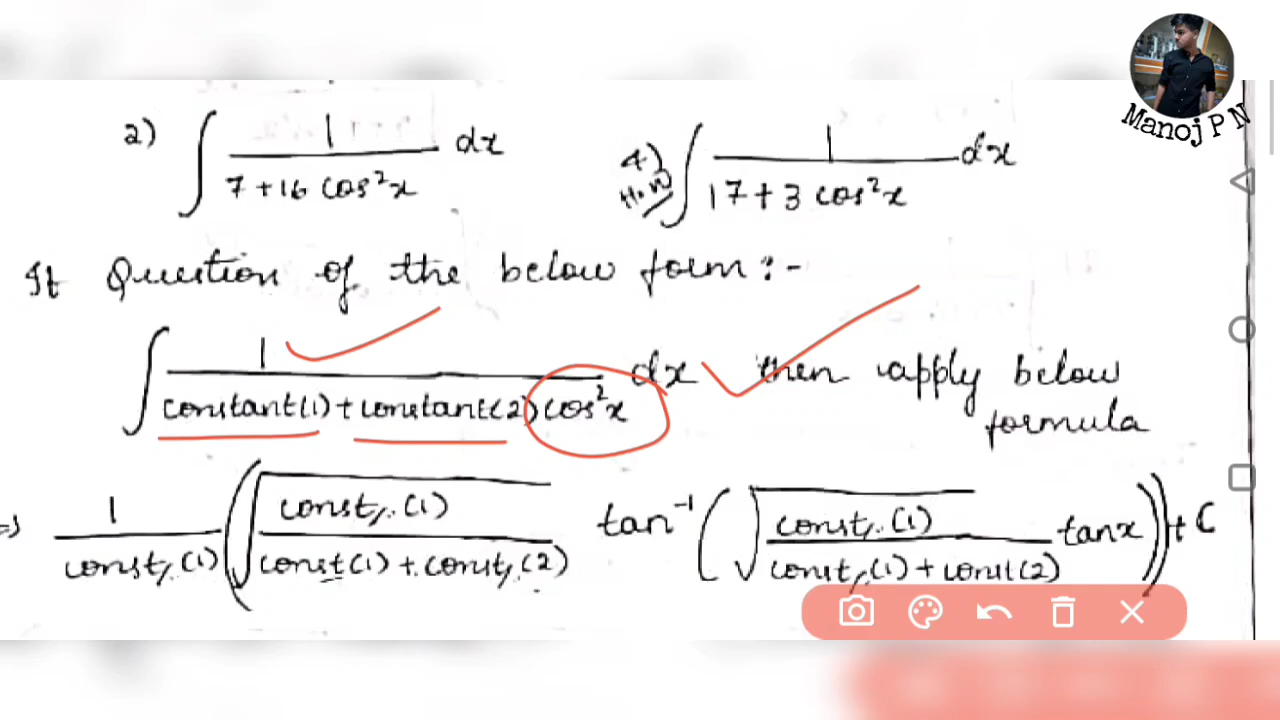 Manoj P N
2) ∫ 1/(7+16 cos²x) dx
4) H.W ∫ 1/(17+3 cos²x) dx
If Question of the below form :-
∫ 1/(constant(1)+constant(2) cos²x) dx then apply below formula
⇒ 1/const,.(1) (√(const,.(1)/(const(1)+const,.(2))) tan⁻¹ (√(const,.(1)/(const,.(1)+const(2))) tanx)) + C